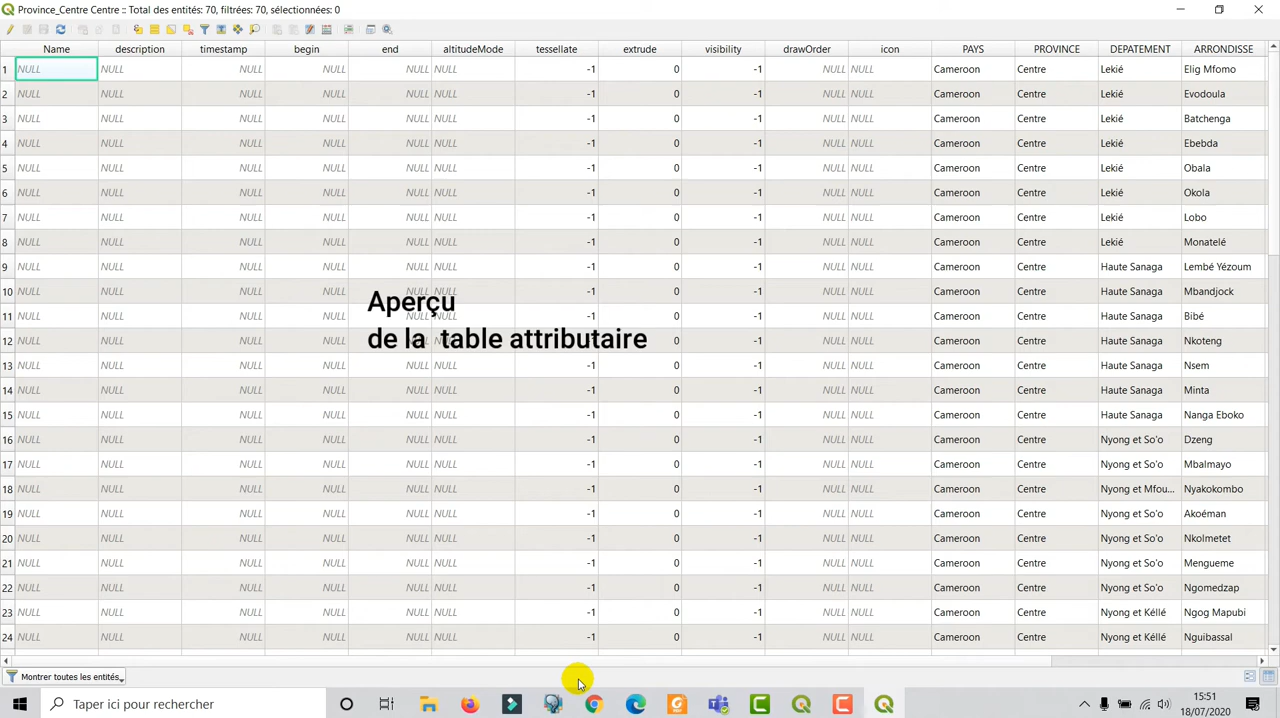 Province_Centre Centre :: Total des entités: 70, filtrées: 70, sélectionnées: 0
Name description timestamp begin end altitudeMode tessellate extrude visibility drawOrder icon PAYS PROVINCE DEPATEMENT ARRONDISSE
1 NULL NULL NULL NULL NULL NULL -1 0 -1 NULL NULL Cameroon Centre Lekié Elig Mfomo
2 NULL NULL NULL NULL NULL NULL -1 0 -1 NULL NULL Cameroon Centre Lekié Evodoula
3 NULL NULL NULL NULL NULL NULL -1 0 -1 NULL NULL Cameroon Centre Lekié Batchenga
4 NULL NULL NULL NULL NULL NULL -1 0 -1 NULL NULL Cameroon Centre Lekié Ebebda
5 NULL NULL NULL NULL NULL NULL -1 0 -1 NULL NULL Cameroon Centre Lekié Obala
6 NULL NULL NULL NULL NULL NULL -1 0 -1 NULL NULL Cameroon Centre Lekié Okola
7 NULL NULL NULL NULL NULL NULL -1 0 -1 NULL NULL Cameroon Centre Lekié Lobo
8 NULL NULL NULL NULL NULL NULL -1 0 -1 NULL NULL Cameroon Centre Lekié Monatelé
9 NULL NULL NULL NULL NULL NULL -1 0 -1 NULL NULL Cameroon Centre Haute Sanaga Lembé Yézoum
10 NULL NULL NULL NULL NULL NULL -1 0 -1 NULL NULL Cameroon Centre Haute Sanaga Mbandjock
Aperçu
11 NULL NULL NULL NULL NULL NULL -1 0 -1 NULL NULL Cameroon Centre Haute Sanaga Bibé
de la table attributaire
12 NULL NULL NULL NULL NULL NULL -1 0 -1 NULL NULL Cameroon Centre Haute Sanaga Nkoteng
13 NULL NULL NULL NULL NULL NULL -1 0 -1 NULL NULL Cameroon Centre Haute Sanaga Nsem
14 NULL NULL NULL NULL NULL NULL -1 0 -1 NULL NULL Cameroon Centre Haute Sanaga Minta
15 NULL NULL NULL NULL NULL NULL -1 0 -1 NULL NULL Cameroon Centre Haute Sanaga Nanga Eboko
16 NULL NULL NULL NULL NULL NULL -1 0 -1 NULL NULL Cameroon Centre Nyong et So'o Dzeng
17 NULL NULL NULL NULL NULL NULL -1 0 -1 NULL NULL Cameroon Centre Nyong et So'o Mbalmayo
18 NULL NULL NULL NULL NULL NULL -1 0 -1 NULL NULL Cameroon Centre Nyong et Mfou... Nyakokombo
19 NULL NULL NULL NULL NULL NULL -1 0 -1 NULL NULL Cameroon Centre Nyong et So'o Akoéman
20 NULL NULL NULL NULL NULL NULL -1 0 -1 NULL NULL Cameroon Centre Nyong et So'o Nkolmetet
21 NULL NULL NULL NULL NULL NULL -1 0 -1 NULL NULL Cameroon Centre Nyong et So'o Mengueme
22 NULL NULL NULL NULL NULL NULL -1 0 -1 NULL NULL Cameroon Centre Nyong et So'o Ngomedzap
23 NULL NULL NULL NULL NULL NULL -1 0 -1 NULL NULL Cameroon Centre Nyong et Kéllé Ngog Mapubi
24 NULL NULL NULL NULL NULL NULL -1 0 -1 NULL NULL Cameroon Centre Nyong et Kéllé Nguibassal
Montrer toutes les entités
Taper ici pour rechercher
15:51
18/07/2020